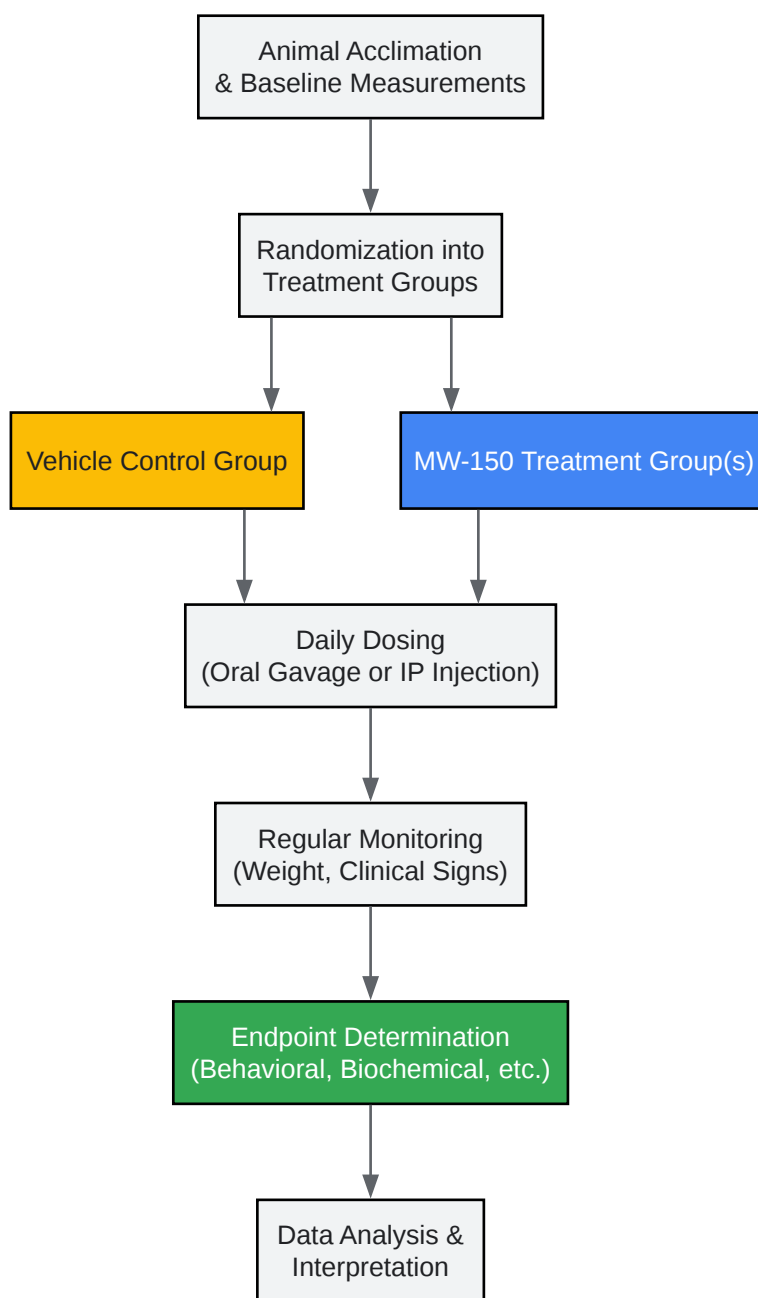 Animal Acclimation
& Baseline Measurements
Randomization into
Treatment Groups
Vehicle Control Group
MW-150 Treatment Group(s)
Daily Dosing
(Oral Gavage or IP Injection)
Regular Monitoring
(Weight, Clinical Signs)
Endpoint Determination
(Behavioral, Biochemical, etc.)
Data Analysis &
Interpretation